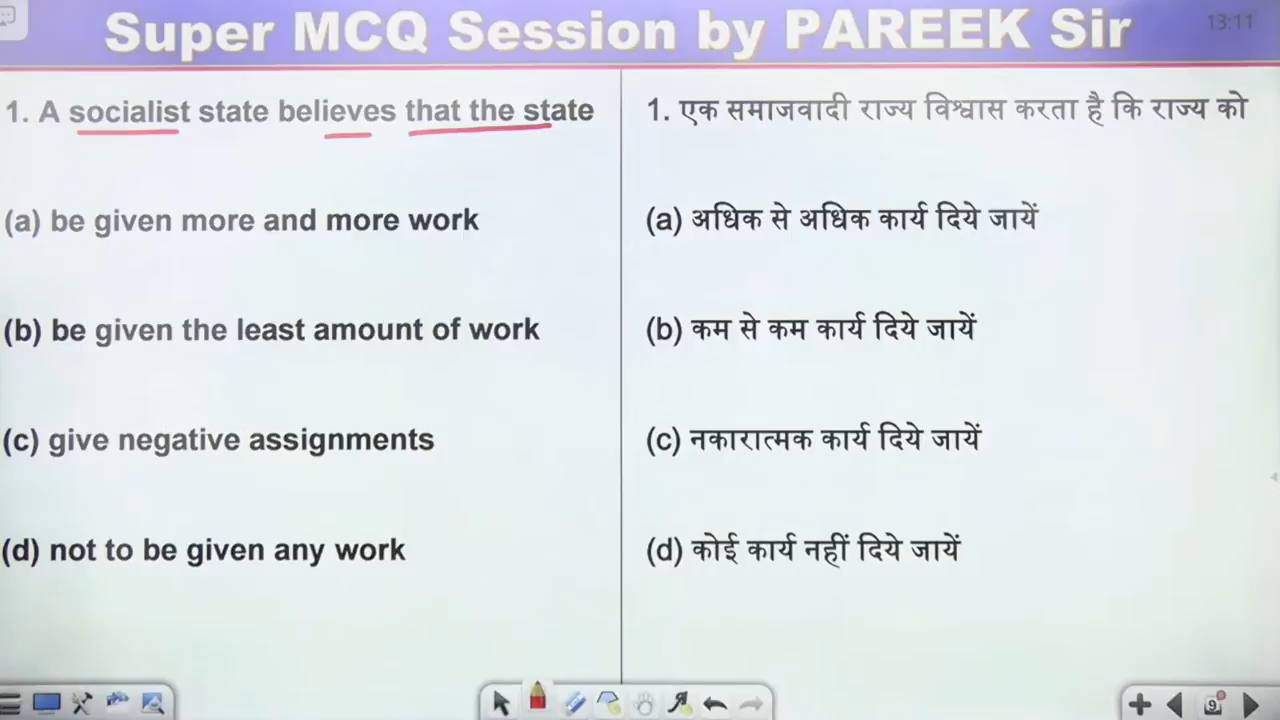 Super MCQ Session by PAREEK Sir
13:11
1. A socialist state believes that the state
(a) be given more and more work
(b) be given the least amount of work
(c) give negative assignments
(d) not to be given any work
1. एक समाजवादी राज्य विश्वास करता है कि राज्य को
(a) अधिक से अधिक कार्य दिये जायें
(b) कम से कम कार्य दिये जायें
(c) नकारात्मक कार्य दिये जायें
(d) कोई कार्य नहीं दिये जायें
9